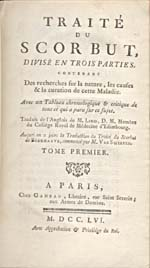 TRAITÉ
DU
SCORBUT,
DIVISÉ EN TROIS PARTIES,
CONTENANT
Des recherches sur la nature, les causes
& la curation de cette Maladie.
Avec un Tableau chronologique & critique de
tout ce qui a paru sur ce sujet.
Traduit de l'Anglois de M. LIND, D. M. Membre
du Collège Royal de Médecine d'Edimbourg.
Auquel on a joint la Traduction du Traité du Scorbut
de BOERHAAVE, commenté par M. VAN SWIETEN.
TOME PREMIER.
A PARIS,
Chez GANEAU, Libraire, rue Saint Severin;
aux Armes de Dombes.
M. DCC. LVI.
Avec Approbation & Privilège du Roi.